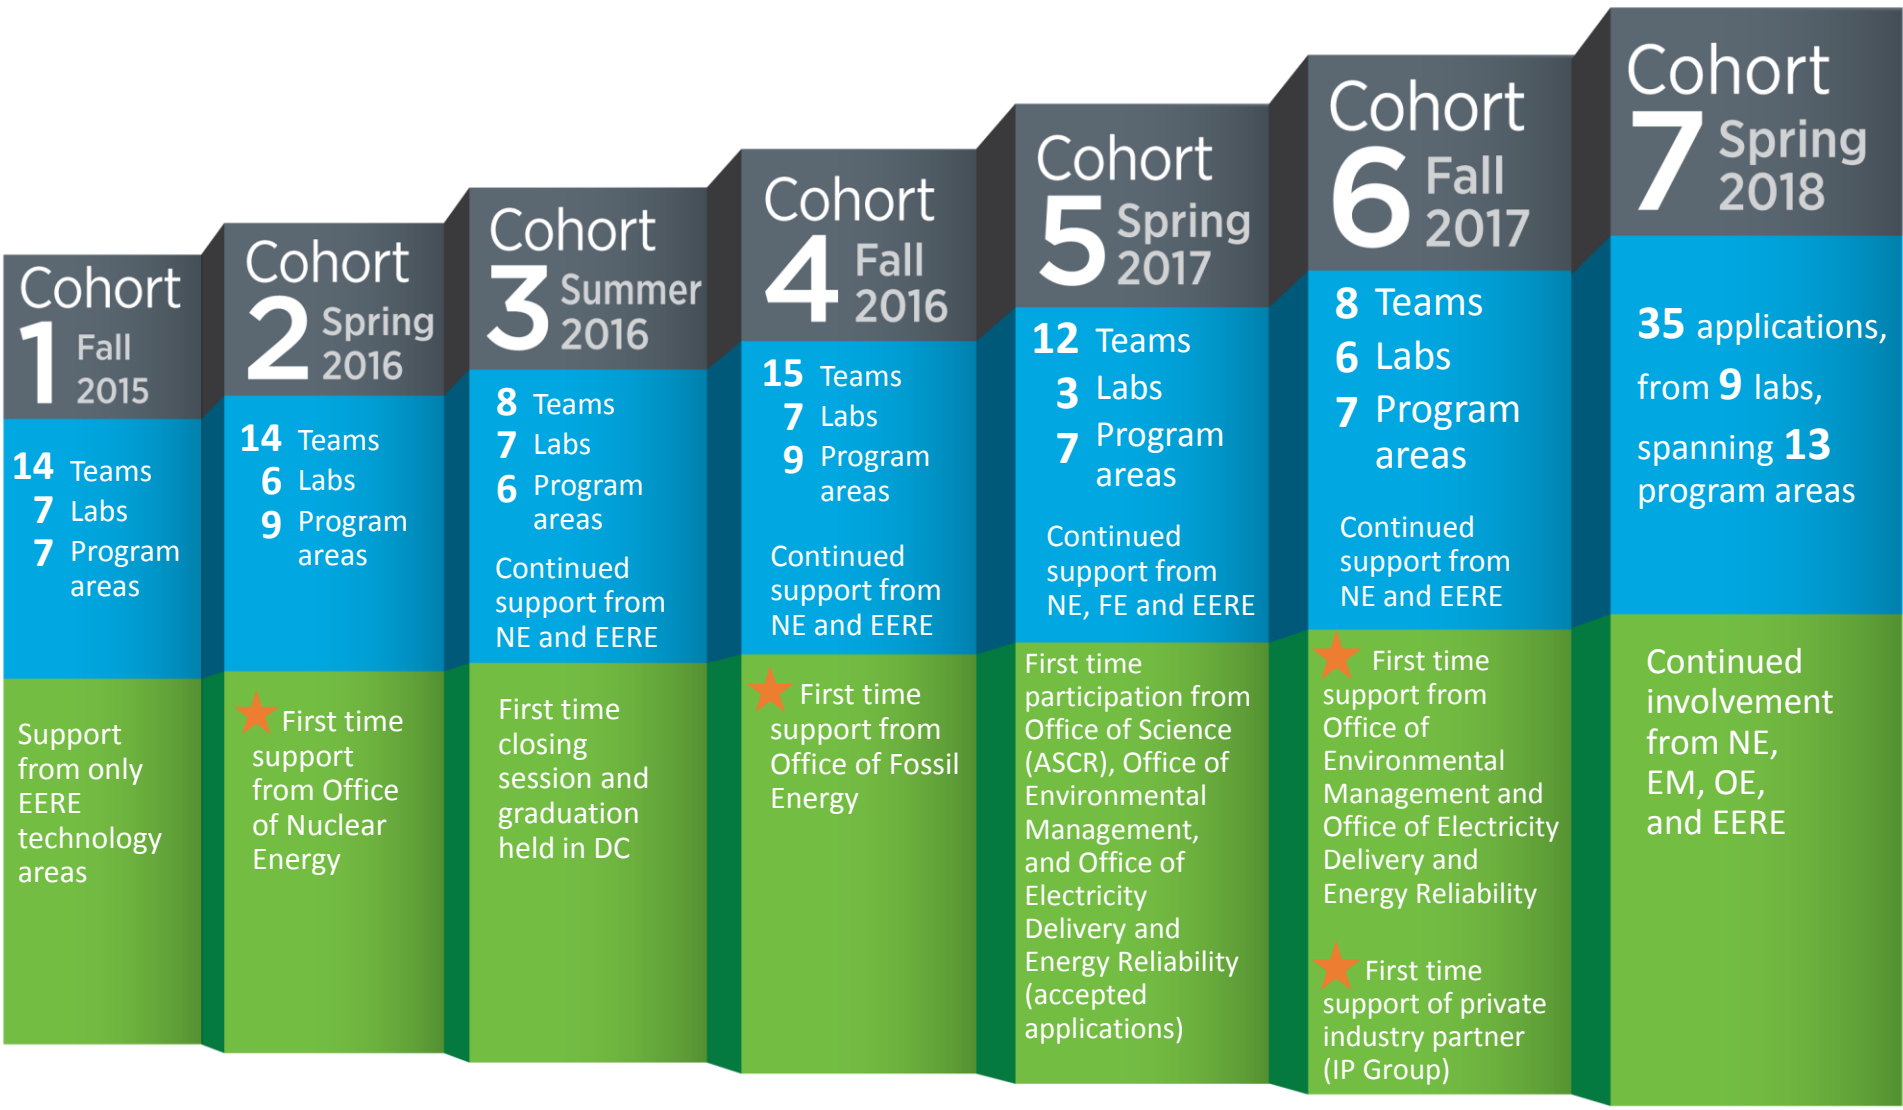 Cohort
1 Fall
2015
14 Teams
7 Labs
7 Program
areas
Support
from only
EERE
technology
areas
Cohort
2 Spring
2016
14 Teams
6 Labs
9 Program
areas
First time
support
from Office
of Nuclear
Energy
Cohort
3 Summer
2016
8 Teams
7 Labs
6 Program
areas
Continued
support from
NE and EERE
First time
closing
session and
graduation
held in DC
Cohort
4 Fall
2016
15 Teams
7 Labs
9 Program
areas
Continued
support from
NE and EERE
First time
support from
Office of Fossil
Energy
Cohort
5 Spring
2017
12 Teams
3 Labs
7 Program
areas
Continued
support from
NE, FE and EERE
First time
participation from
Office of Science
(ASCR), Office of
Environmental
Management,
and Office of
Electricity
Delivery and
Energy Reliability
(accepted
applications)
Cohort
6 Fall
2017
8 Teams
6 Labs
7 Program
areas
Continued
support from
NE and EERE
First time
support from
Office of
Environmental
Management and
Office of Electricity
Delivery and
Energy Reliability
First time
support of private
industry partner
(IP Group)
Cohort
7 Spring
2018
35 applications,
from 9 labs,
spanning 13
program areas
Continued
involvement
from NE,
EM, OE,
and EERE